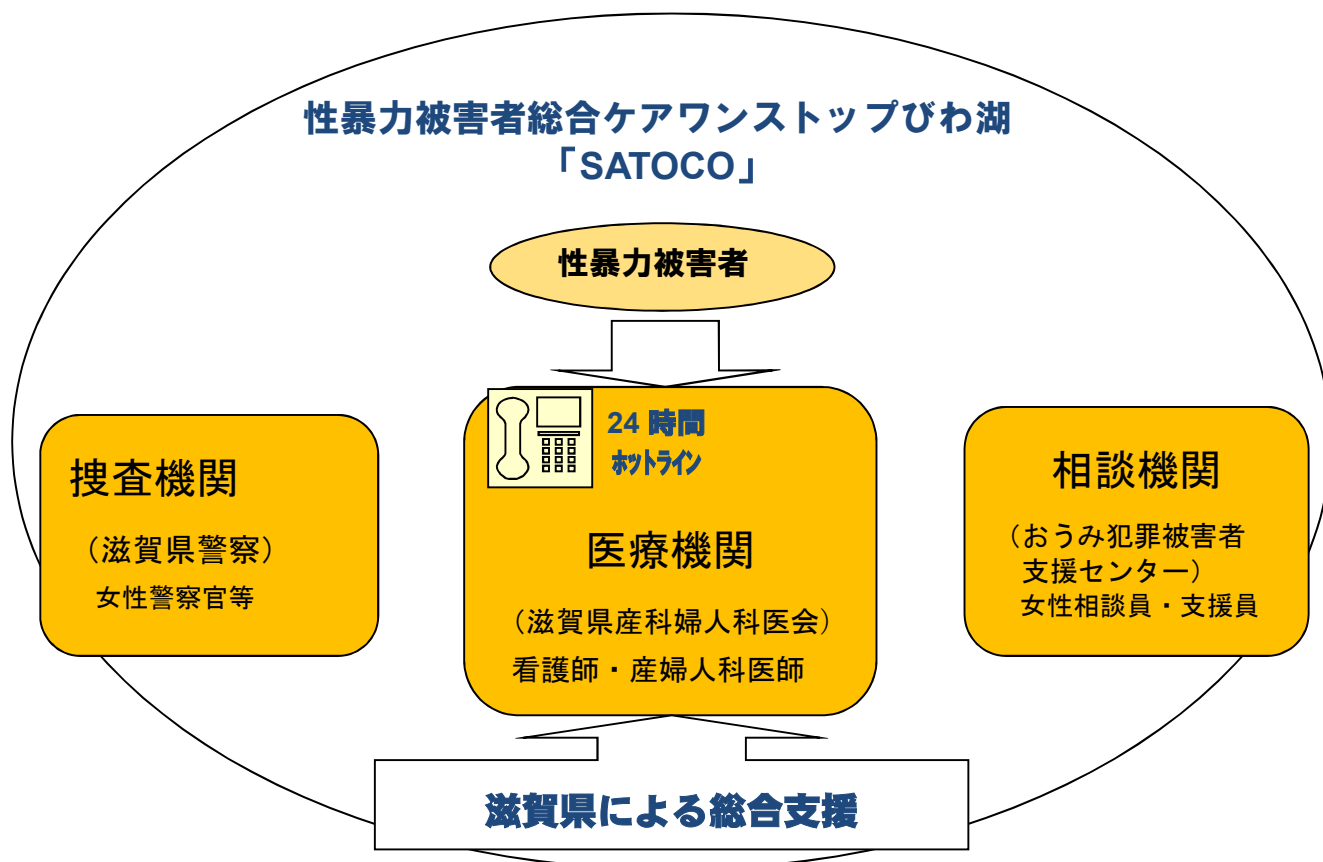 性暴力被害者総合ケアワンストップびわ湖
「SATOCO」
性暴力被害者
捜査機関
（滋賀県警察）
女性警察官等
24 時間
ホットライン
医療機関
（滋賀県産科婦人科医会）
看護師・産婦人科医師
相談機関
（おうみ犯罪被害者
支援センター）
女性相談員・支援員
滋賀県による総合支援